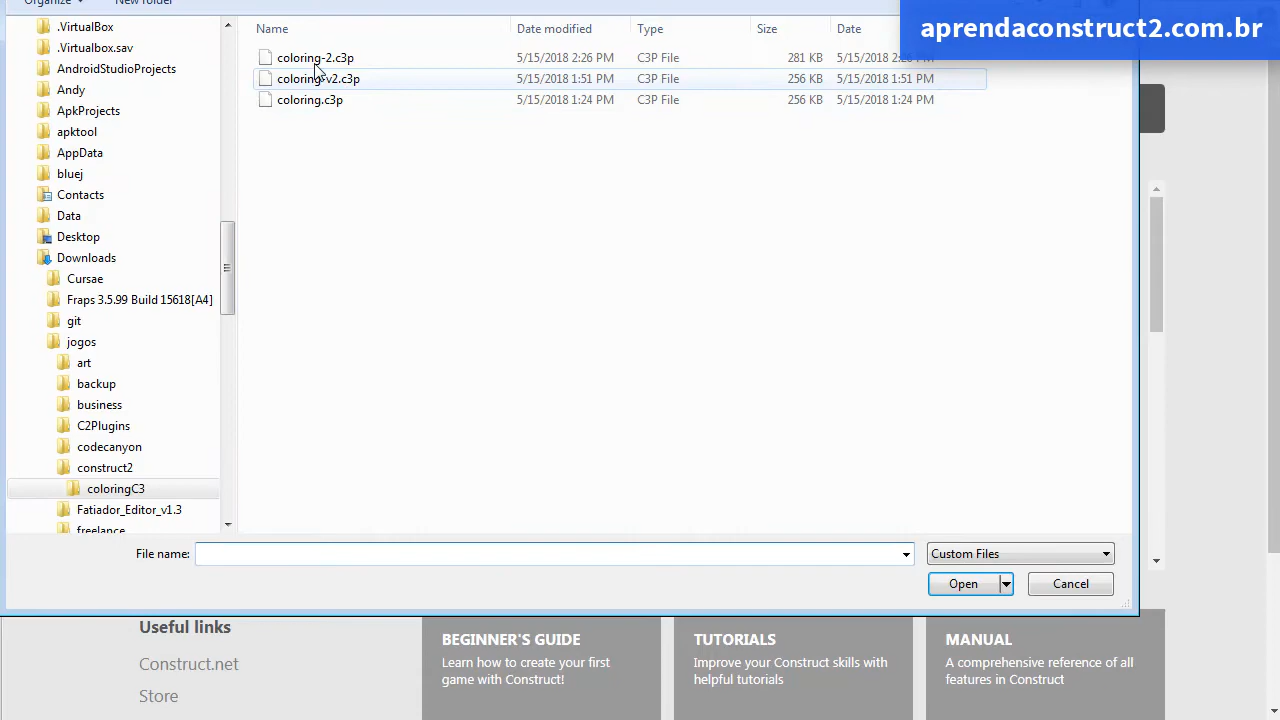 Organize
New folder
aprendaconstruct2.com.br
Name
Date modified
Type
Size
Date
coloring-2.c3p
5/15/2018 2:26 PM
C3P File
281 KB
coloring-v2.c3p
5/15/2018 1:51 PM
C3P File
256 KB
5/15/2018 1:51 PM
coloring.c3p
5/15/2018 1:24 PM
C3P File
256 KB
5/15/2018 1:24 PM
.VirtualBox
.Virtualbox.sav
AndroidStudioProjects
Andy
ApkProjects
apktool
AppData
bluej
Contacts
Data
Desktop
Downloads
Cursae
Fraps 3.5.99 Build 15618[A4]
git
jogos
art
backup
business
C2Plugins
codecanyon
construct2
coloringC3
Fatiador_Editor_v1.3
freelance
File name:
Custom Files
Open
Cancel
Useful links
Construct.net
Store
BEGINNER'S GUIDE
Learn how to create your first
game with Construct!
TUTORIALS
Improve your Construct skills with
helpful tutorials
MANUAL
A comprehensive reference of all
features in Construct